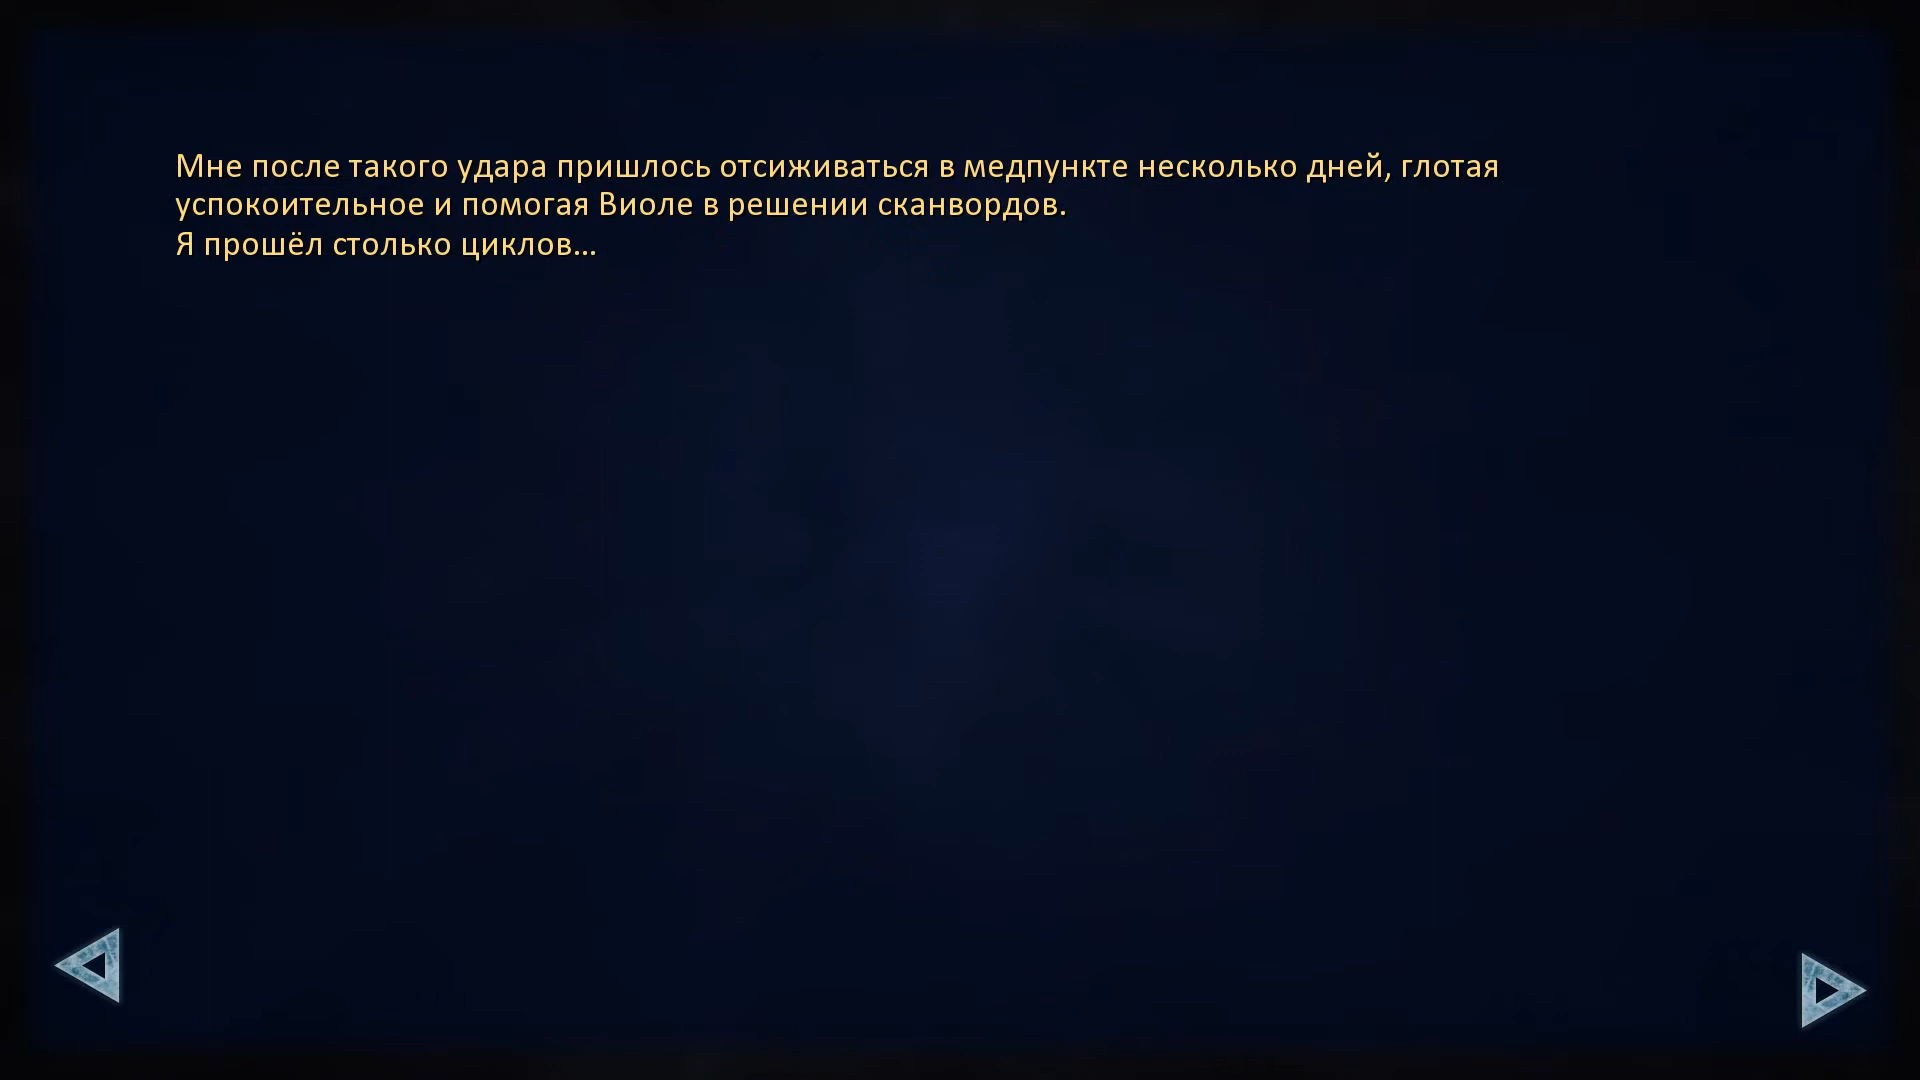 Мне после такого удара пришлось отсиживаться в медпункте несколько дней, глотая
успокоительное и помогая Виоле в решении сканвордов.
Я прошёл столько циклов...